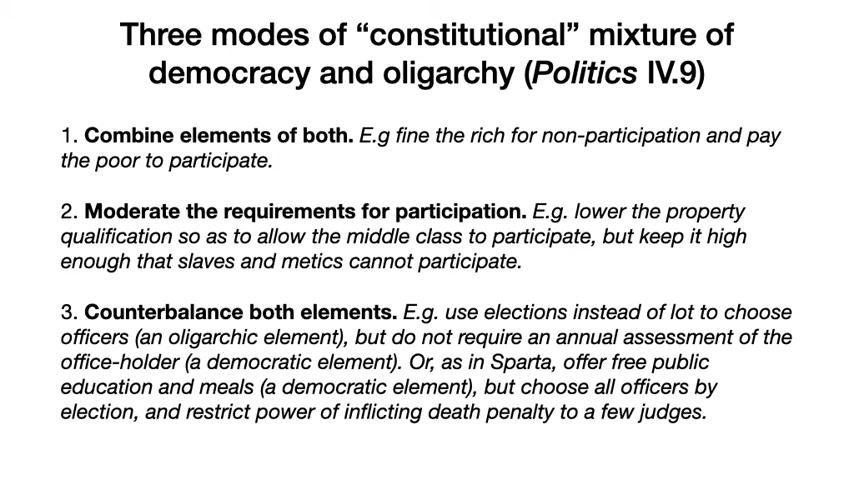 Three modes of “constitutional” mixture of
democracy and oligarchy (Politics IV.9)
1. Combine elements of both. E.g fine the rich for non-participation and pay
the poor to participate.
2. Moderate the requirements for participation. E.g. lower the property
qualification so as to allow the middle class to participate, but keep it high
enough that slaves and metics cannot participate.
3. Counterbalance both elements. E.g. use elections instead of lot to choose
officers (an oligarchic element), but do not require an annual assessment of the
office-holder (a democratic element). Or, as in Sparta, offer free public
education and meals (a democratic element), but choose all officers by
election, and restrict power of inflicting death penalty to a few judges.